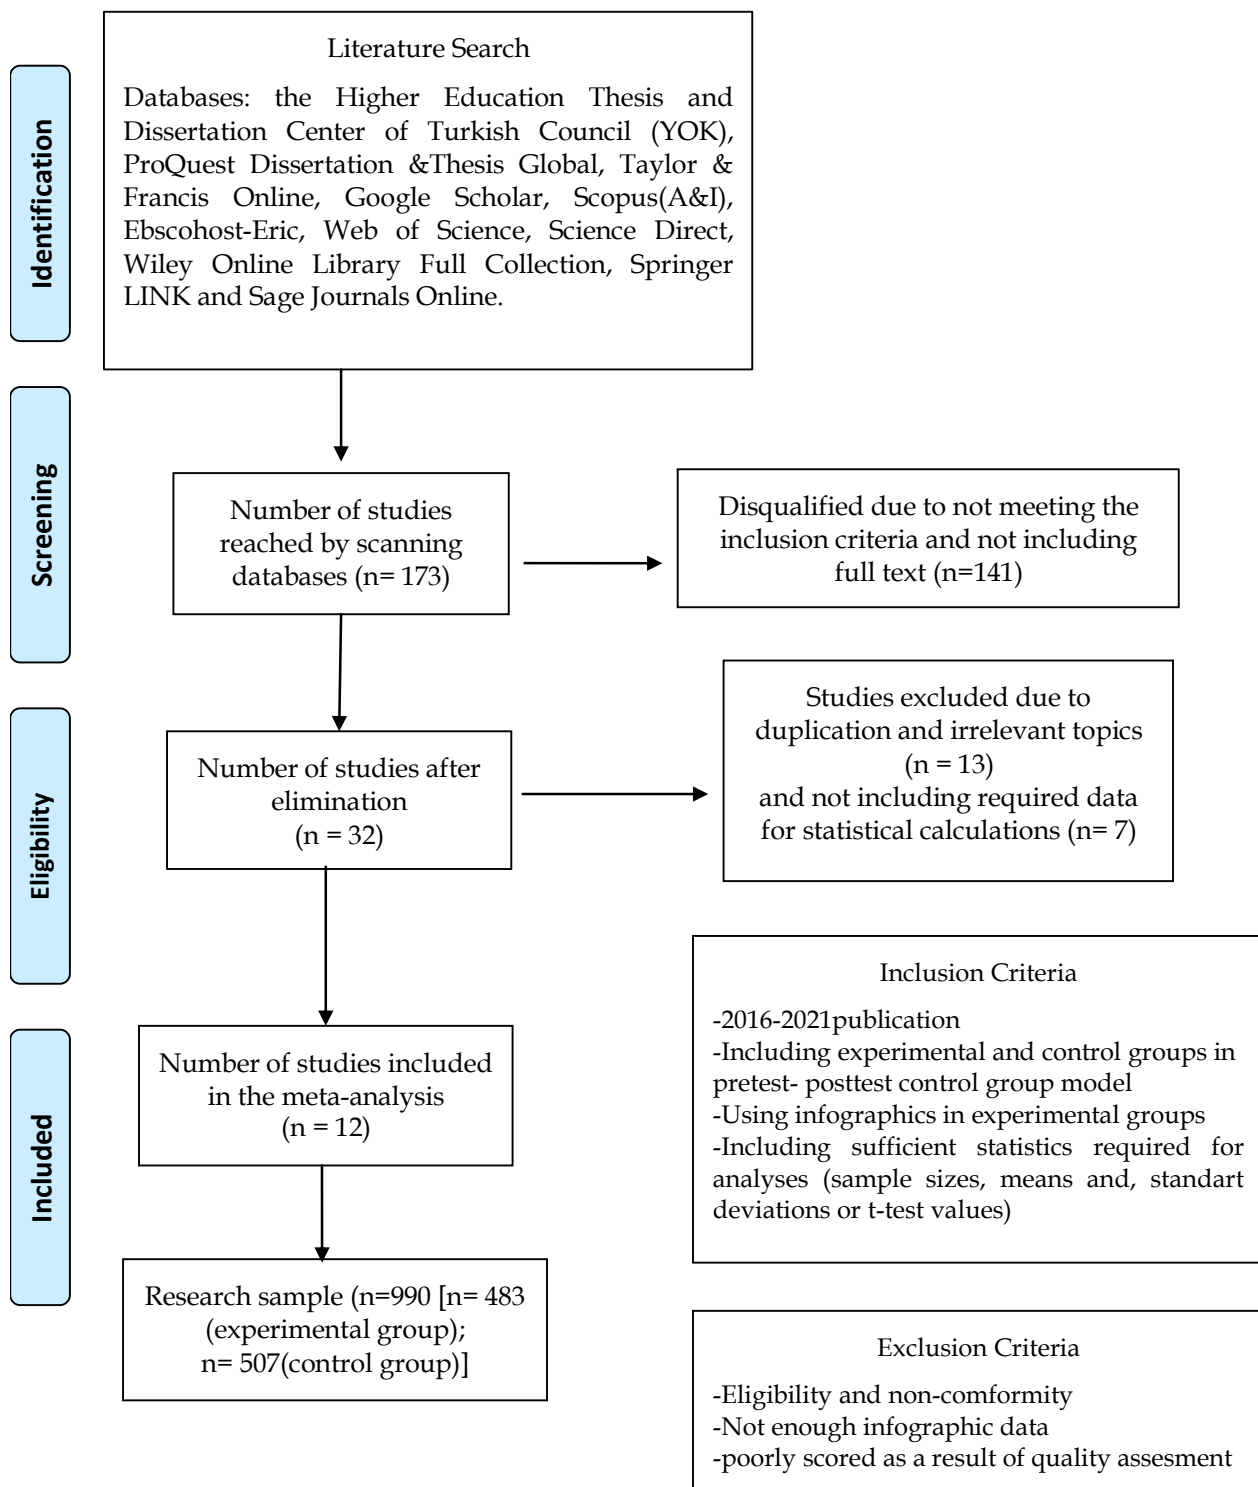 Identification
Literature Search
Databases: the Higher Education Thesis and
Dissertation Center of Turkish Council (YOK),
ProQuest Dissertation &Thesis Global, Taylor &
Francis Online, Google Scholar, Scopus(A&I),
Ebscohost-Eric, Web of Science, Science Direct,
Wiley Online Library Full Collection, Springer
LINK and Sage Journals Online.
Screening
Number of studies
reached by scanning
databases (n= 173)
Disqualified due to not meeting the
inclusion criteria and not including
full text (n=141)
Eligibility
Number of studies after
elimination
(n = 32)
Studies excluded due to
duplication and irrelevant topics
(n = 13)
and not including required data
for statistical calculations (n= 7)
Included
Number of studies included
in the meta-analysis
(n = 12)
Research sample (n=990 [n= 483
(experimental group);
n= 507(control group)]
Inclusion Criteria
-2016-2021publication
-Including experimental and control groups in
pretest- posttest control group model
-Using infographics in experimental groups
-Including sufficient statistics required for
analyses (sample sizes, means and, standart
deviations or t-test values)
Exclusion Criteria
-Eligibility and non-comformity
-Not enough infographic data
-poorly scored as a result of quality assesment